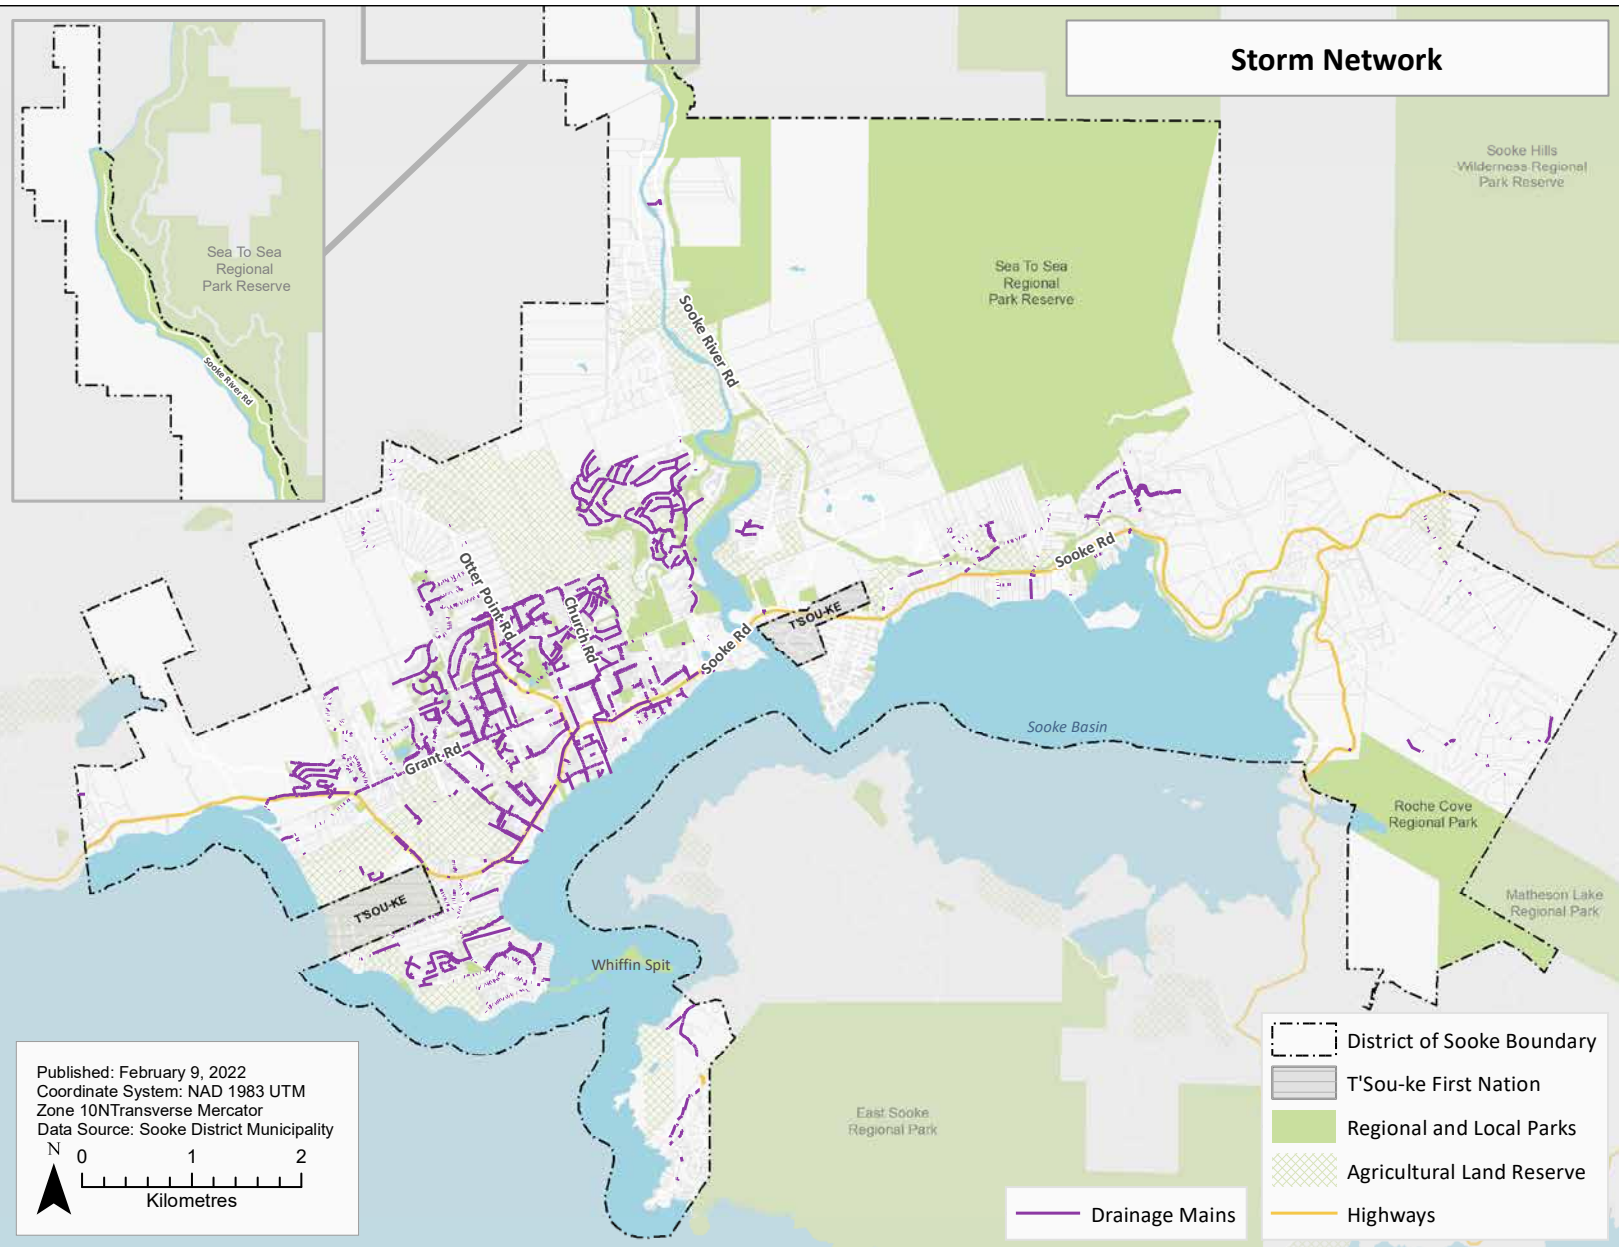 Storm Network
Sooke Hills
Wilderness Regional
Park Reserve
Sea To Sea
Regional
Park Reserve
Sooke River Rd
Sea To Sea
Regional
Park Reserve
Sooke River Rd
Otter Point Rd
Church Rd
Sooke Rd
Sooke Rd
T'SOU-KE
Grant Rd
Sooke Basin
Roche Cove
Regional Park
Matheson Lake
Regional Park
T'SOU-KE
Whiffin Spit
East Sooke
Regional Park
Published: February 9, 2022
Coordinate System: NAD 1983 UTM
Zone 10NTransverse Mercator
Data Source: Sooke District Municipality
N
0 1 2
Kilometres
Drainage Mains
District of Sooke Boundary
T'Sou-ke First Nation
Regional and Local Parks
Agricultural Land Reserve
Highways